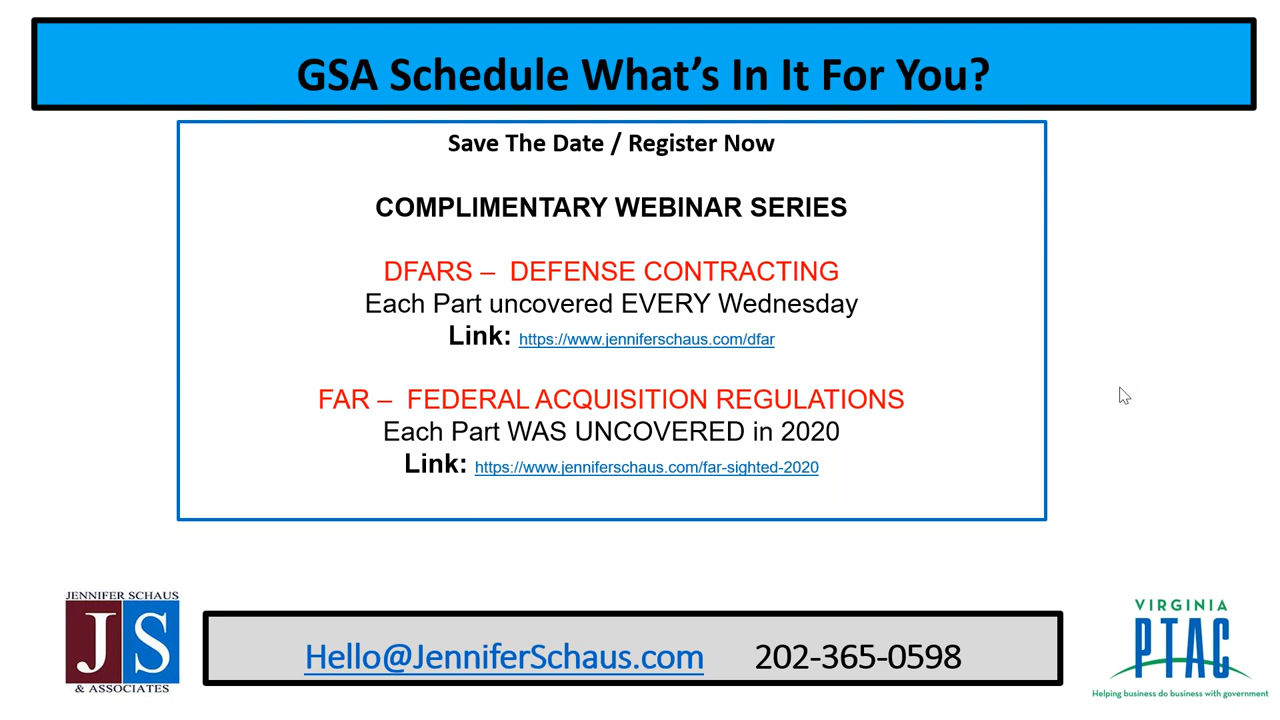 GSA Schedule What's In It For You?
Save The Date / Register Now
COMPLIMENTARY WEBINAR SERIES
DFARS – DEFENSE CONTRACTING
Each Part uncovered EVERY Wednesday
Link: https://www.jenniferschaus.com/dfar
FAR – FEDERAL ACQUISITION REGULATIONS
Each Part WAS UNCOVERED in 2020
Link: https://www.jenniferschaus.com/far-sighted-2020
JENNIFER SCHAUS
JS
& ASSOCIATES
Hello@JenniferSchaus.com 202-365-0598
VIRGINIA
PTAC
Helping business do business with government